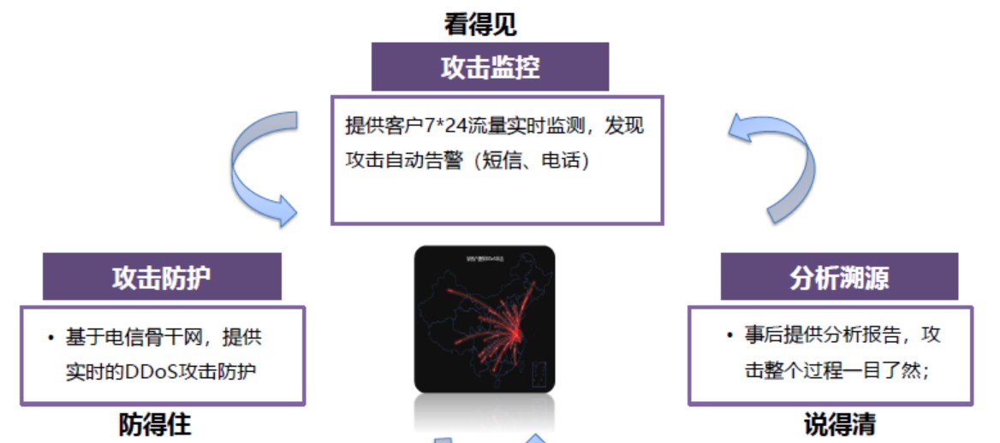 看得见
攻击监控
提供客户7*24流量实时监测，发现
攻击自动告警（短信、电话）
攻击防护
• 基于电信骨干网，提供
实时的DDoS攻击防护
防得住
分析溯源
• 事后提供分析报告，攻
击整个过程一目了然；
说得清